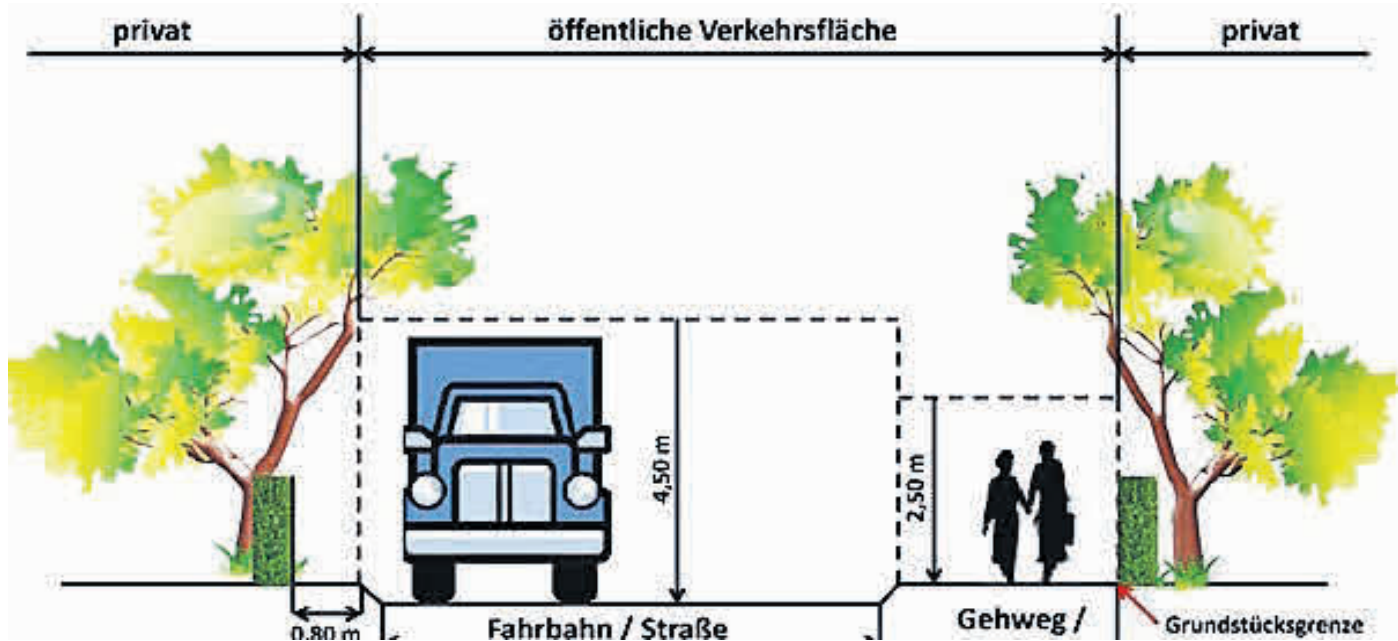 privat
öffentliche Verkehrsfläche
privat
4,50 m
2,50 m
0,80 m
Fahrbahn / Straße
Gehweg /
Grundstücksgrenze